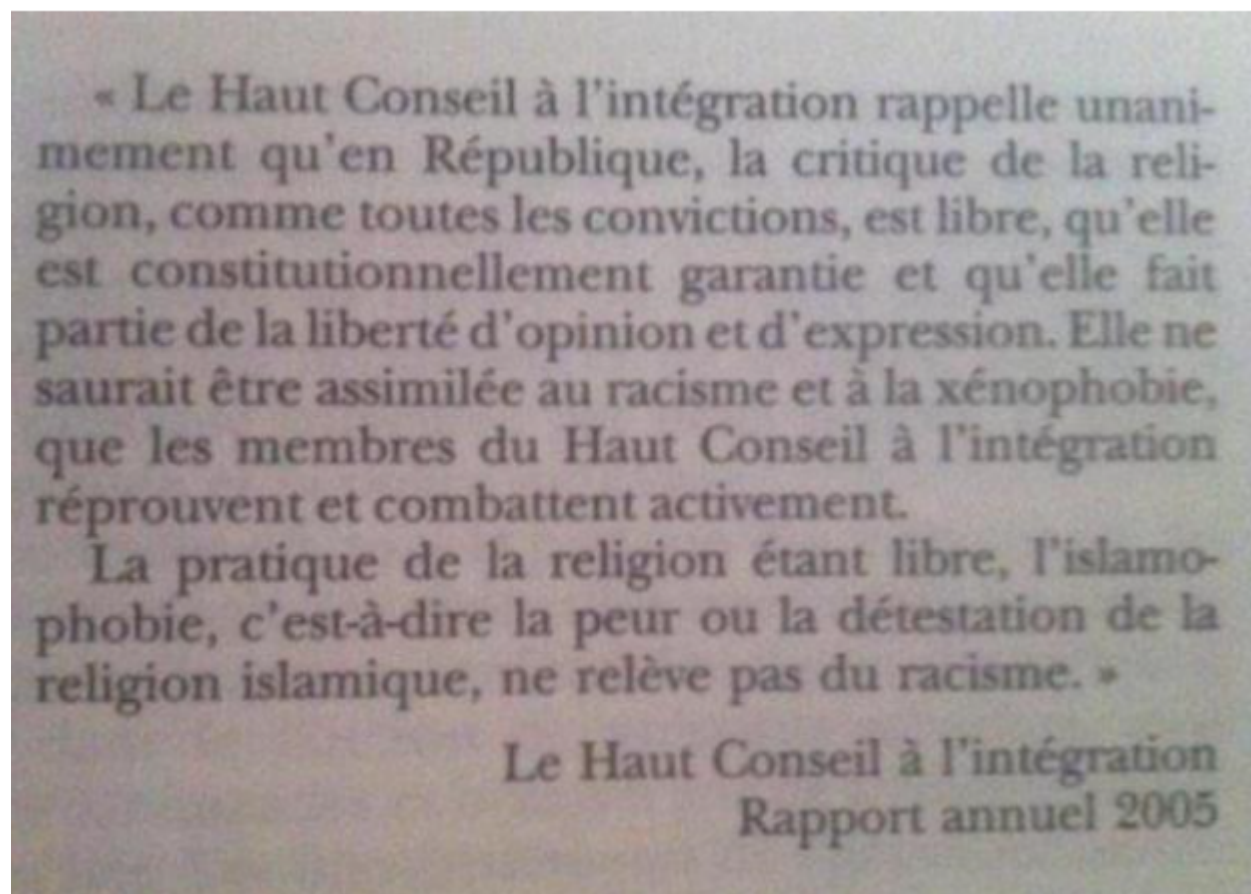 « Le Haut Conseil à l'intégration rappelle unani-
mement qu'en République, la critique de la reli-
gion, comme toutes les convictions, est libre, qu'elle
est constitutionnellement garantie et qu'elle fait
partie de la liberté d'opinion et d'expression. Elle ne
saurait être assimilée au racisme et à la xénophobie,
que les membres du Haut Conseil à l'intégration
réprouvent et combattent activement.
La pratique de la religion étant libre, l'islamo-
phobie, c'est-à-dire la peur ou la détestation de la
religion islamique, ne relève pas du racisme. »
Le Haut Conseil à l'intégration
Rapport annuel 2005